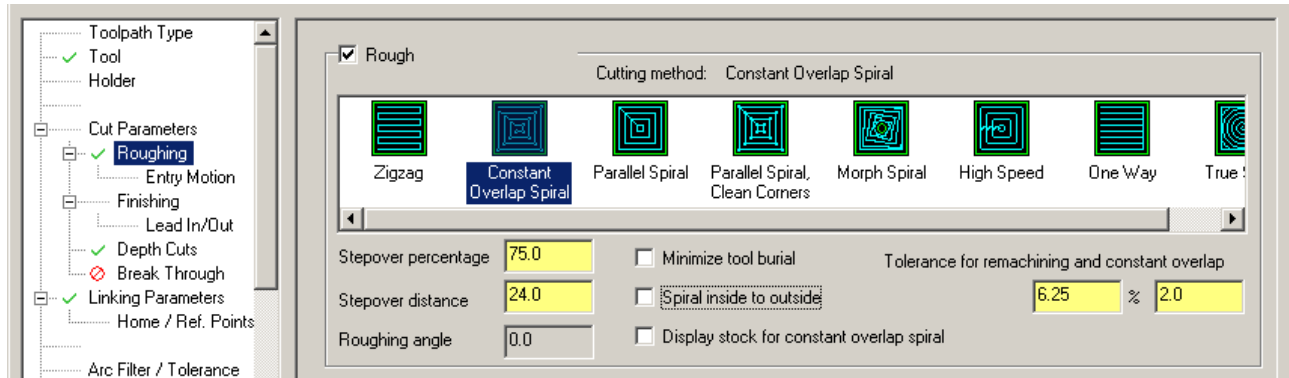 Toolpath Type
Tool
Holder
Cut Parameters
Roughing
Entry Motion
Finishing
Lead In/Out
Depth Cuts
Break Through
Linking Parameters
Home / Ref. Points
Arc Filter / Tolerance
Rough
Cutting method: Constant Overlap Spiral
Zigzag
Constant
Overlap Spiral
Parallel Spiral
Parallel Spiral,
Clean Corners
Morph Spiral
High Speed
One Way
True
Stepover percentage 75.0
Minimize tool burial
Tolerance for remachining and constant overlap
Stepover distance 24.0
Spiral inside to outside
6.25 % 2.0
Roughing angle 0.0
Display stock for constant overlap spiral